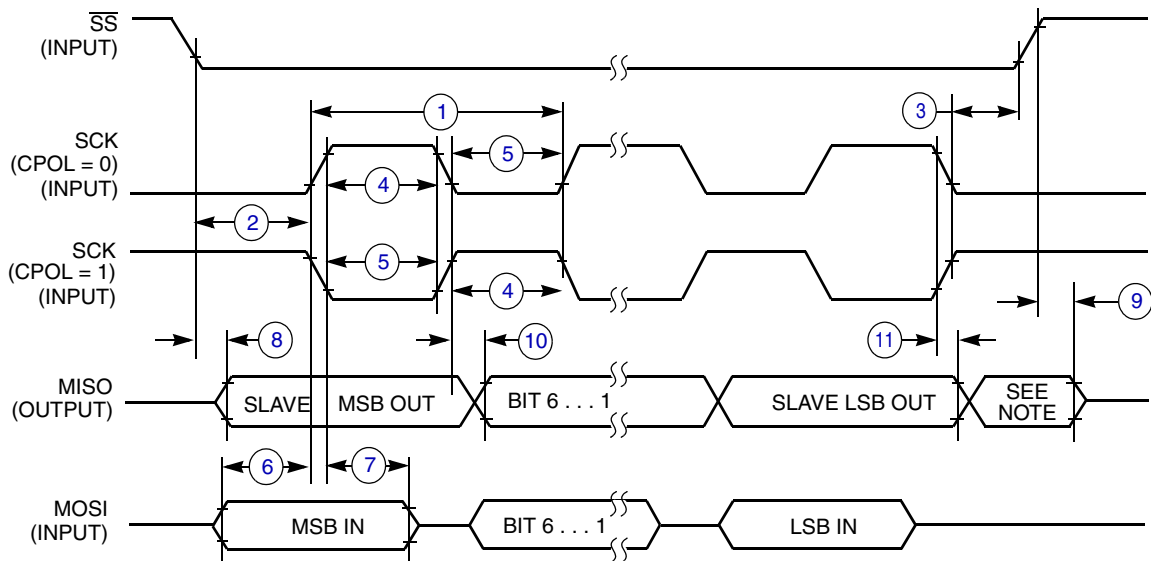 SS
(INPUT)
3
1
SCK
(CPOL = 0)
(INPUT)
5
4
2
SCK
(CPOL = 1)
(INPUT)
5
4
9
8
10
11
MISO
(OUTPUT)
SLAVE MSB OUT
BIT 6 . . . 1
SLAVE LSB OUT
SEE
NOTE
6
7
MOSI
(INPUT)
MSB IN
BIT 6 . . . 1
LSB IN